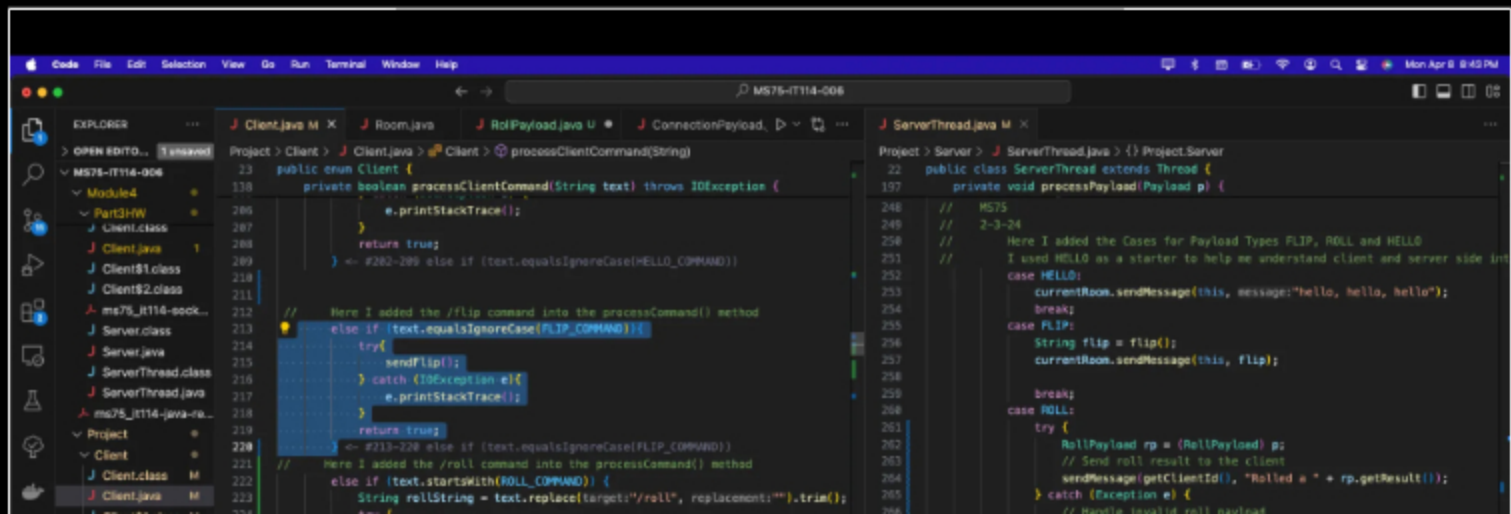 Code File Edit Selection View Go Run Terminal Window Help
Mon Apr 8 8:43 PM
MS75-IT114-006
EXPLORER
OPEN EDITO... 1 unsaved
MS75-IT114-006
Module4
Part3HW
Client.class
Client.java 1
Client$1.class
Client$2.class
ms75_it114-sock...
Server.class
Server.java
ServerThread.class
ServerThread.java
ms75_it114-java-re...
Project
Client
Client.class M
Client.java M
Client.java M Room.java RollPayload.java U ConnectionPayload.
Project > Client > Client.java > Client > processClientCommand(String)
23 public enum Client {
138 private boolean processClientCommand(String text) throws IOException {
206 e.printStackTrace();
207 }
208 return true;
209 } <- #202-209 else if (text.equalsIgnoreCase(HELLO_COMMAND))
210
211
212 // Here I added the /flip command into the processCommand() method
213 else if (text.equalsIgnoreCase(FLIP_COMMAND)){
214 try{
215 sendFlip();
216 } catch (IOException e){
217 e.printStackTrace();
218 }
219 return true;
220 } <- #213-220 else if (text.equalsIgnoreCase(FLIP_COMMAND))
221 // Here I added the /roll command into the processCommand() method
222 else if (text.startsWith(ROLL_COMMAND)) {
223 String rollString = text.replace(target:"/roll", replacement:"").trim();
ServerThread.java M
Project > Server > ServerThread.java > {} Project.Server
22 public class ServerThread extends Thread {
197 private void processPayload(Payload p) {
248 // MS75
249 // 2-3-24
250 // Here I added the Cases for Payload Types FLIP, ROLL and HELLO
251 // I used HELLO as a starter to help me understand client and server side int
252 case HELLO:
253 currentRoom.sendMessage(this, message:"hello, hello, hello");
254 break;
255 case FLIP:
256 String flip = flip();
257 currentRoom.sendMessage(this, flip);
258
259 break;
260 case ROLL:
261 try {
262 RollPayload rp = (RollPayload) p;
263 // Send roll result to the client
264 sendMessage(getClientId(), "Rolled a " + rp.getResult());
265 } catch (Exception e) {
266 // Handle invalid roll payload